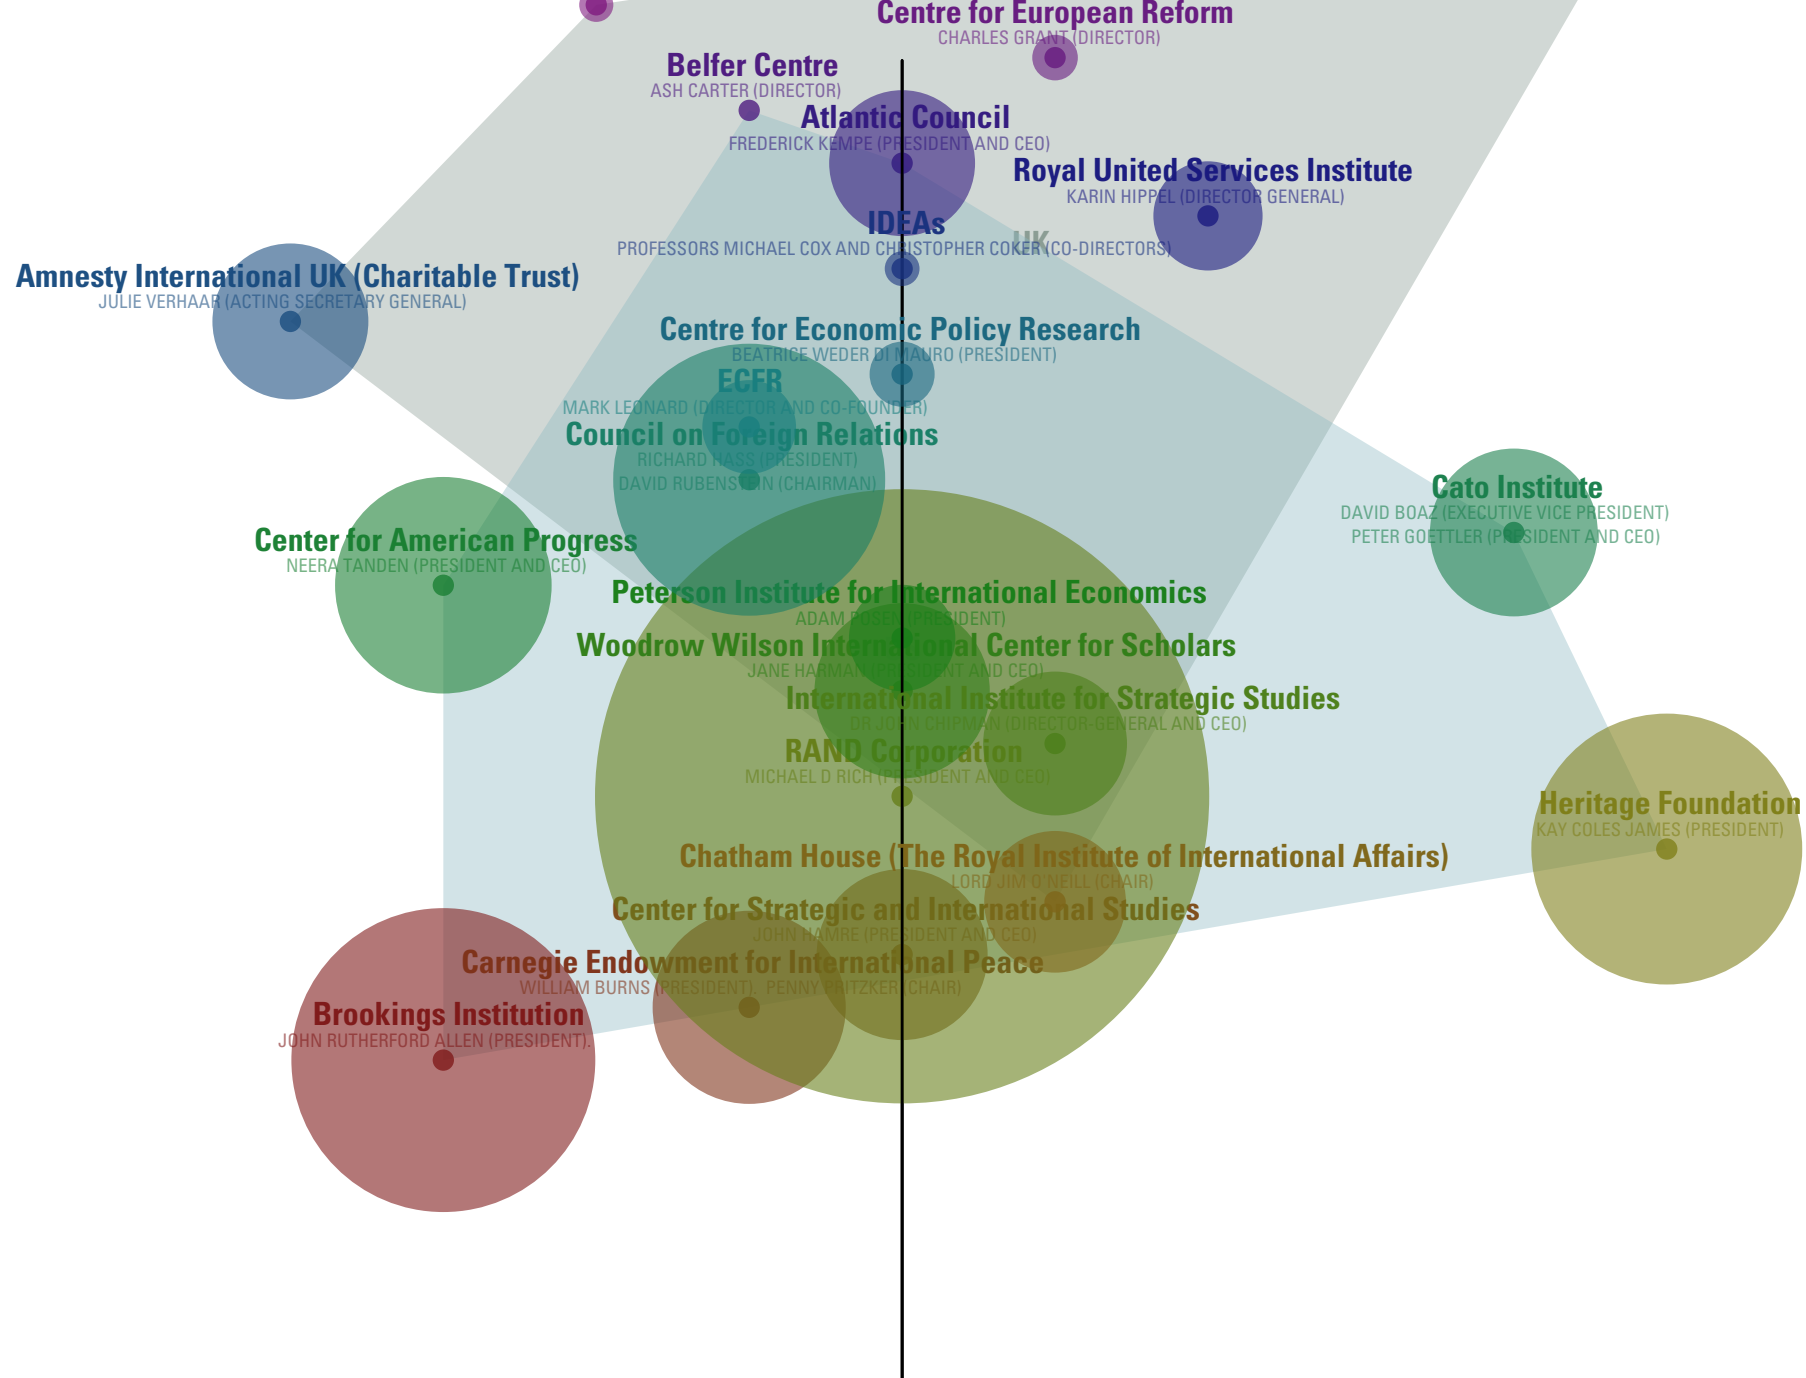 Centre for European Reform
CHARLES GRANT (DIRECTOR)
Belfer Centre
ASH CARTER (DIRECTOR)
Atlantic Council
FREDERICK KEMPE (PRESIDENT AND CEO)
Royal United Services Institute
KARIN HIPPEL (DIRECTOR GENERAL)
IDEAs
UK
PROFESSORS MICHAEL COX AND CHRISTOPHER COKER (CO-DIRECTORS)
Amnesty International UK (Charitable Trust)
JULIE VERHAAR (ACTING SECRETARY GENERAL)
Centre for Economic Policy Research
BEATRICE WEDER DI MAURO (PRESIDENT)
ECFR
MARK LEONARD (DIRECTOR AND CO-FOUNDER)
Council on Foreign Relations
RICHARD HASS (PRESIDENT)
DAVID RUBENSTEIN (CHAIRMAN)
Cato Institute
DAVID BOAZ (EXECUTIVE VICE PRESIDENT)
PETER GOETTLER (PRESIDENT AND CEO)
Center for American Progress
NEERA TANDEN (PRESIDENT AND CEO)
Peterson Institute for International Economics
ADAM POSEN (PRESIDENT)
Woodrow Wilson International Center for Scholars
JANE HARMAN (PRESIDENT AND CEO)
International Institute for Strategic Studies
DR JOHN CHIPMAN (DIRECTOR-GENERAL AND CEO)
RAND Corporation
MICHAEL D RICH (PRESIDENT AND CEO)
Heritage Foundation
KAY COLES JAMES (PRESIDENT)
Chatham House (The Royal Institute of International Affairs)
LORD JIM O'NEILL (CHAIR)
Center for Strategic and International Studies
JOHN HAMRE (PRESIDENT AND CEO)
Carnegie Endowment for International Peace
WILLIAM BURNS (PRESIDENT). PENNY PRITZKER (CHAIR)
Brookings Institution
JOHN RUTHERFORD ALLEN (PRESIDENT).